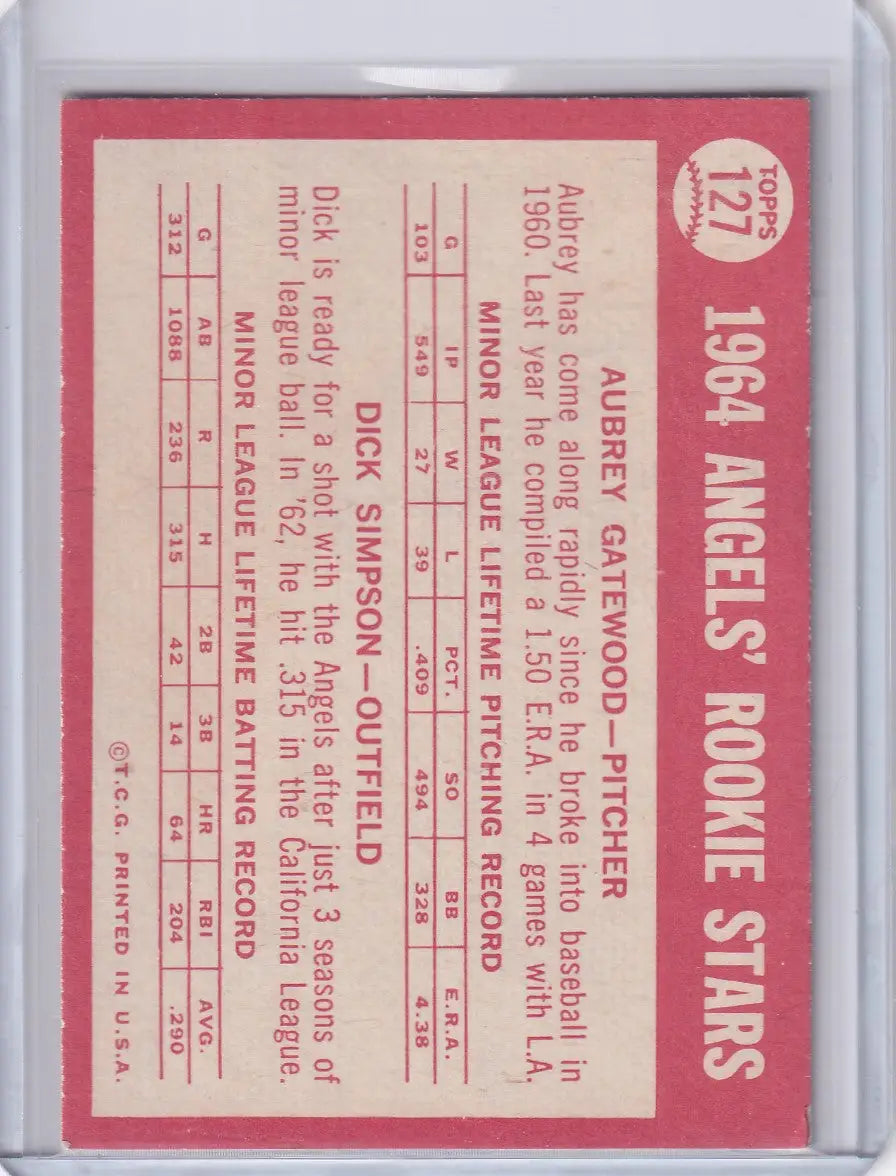 TOPPS
127
1964 ANGELS' ROOKIE STARS
AUBREY GATEWOOD—PITCHER
Aubrey has come along rapidly since he broke into baseball in
1960. Last year he compiled a 1.50 E.R.A. in 4 games with L.A.
MINOR LEAGUE LIFETIME PITCHING RECORD
G IP W L PCT. SO BB E.R.A.
103 549 27 39 .409 494 328 4.38
DICK SIMPSON—OUTFIELD
Dick is ready for a shot with the Angels after just 3 seasons of
minor league ball. In '62, he hit .315 in the California League.
MINOR LEAGUE LIFETIME BATTING RECORD
G AB R H 2B 3B HR RBI AVG.
312 1088 236 315 42 14 64 204 .290
©T.C.G. PRINTED IN U.S.A.